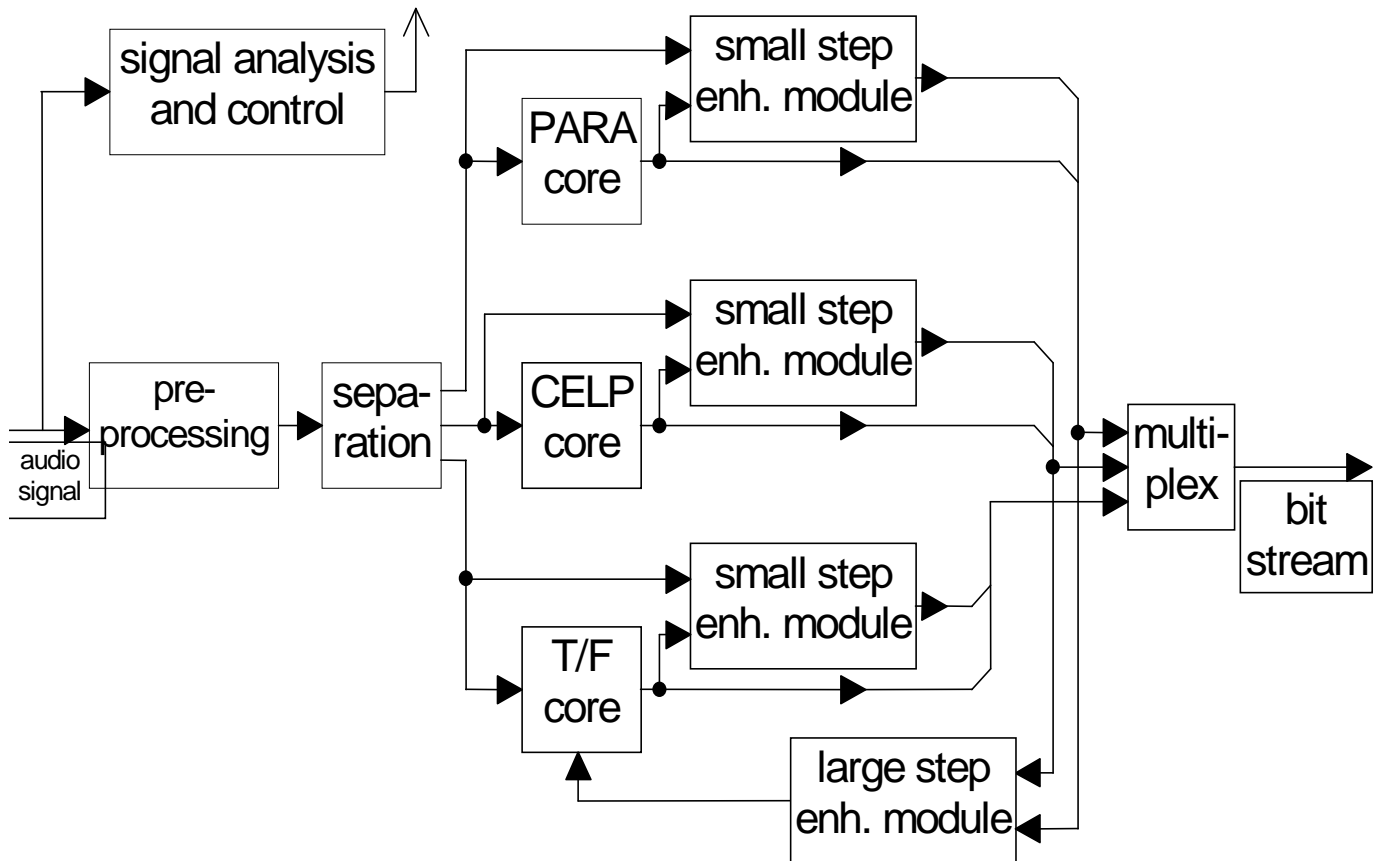 signal analysis
and control
small step
enh. module
PARA
core
small step
enh. module
pre-
processing
sepa-
ration
CELP
core
audio
signal
multi-
plex
bit
stream
small step
enh. module
T/F
core
large step
enh. module